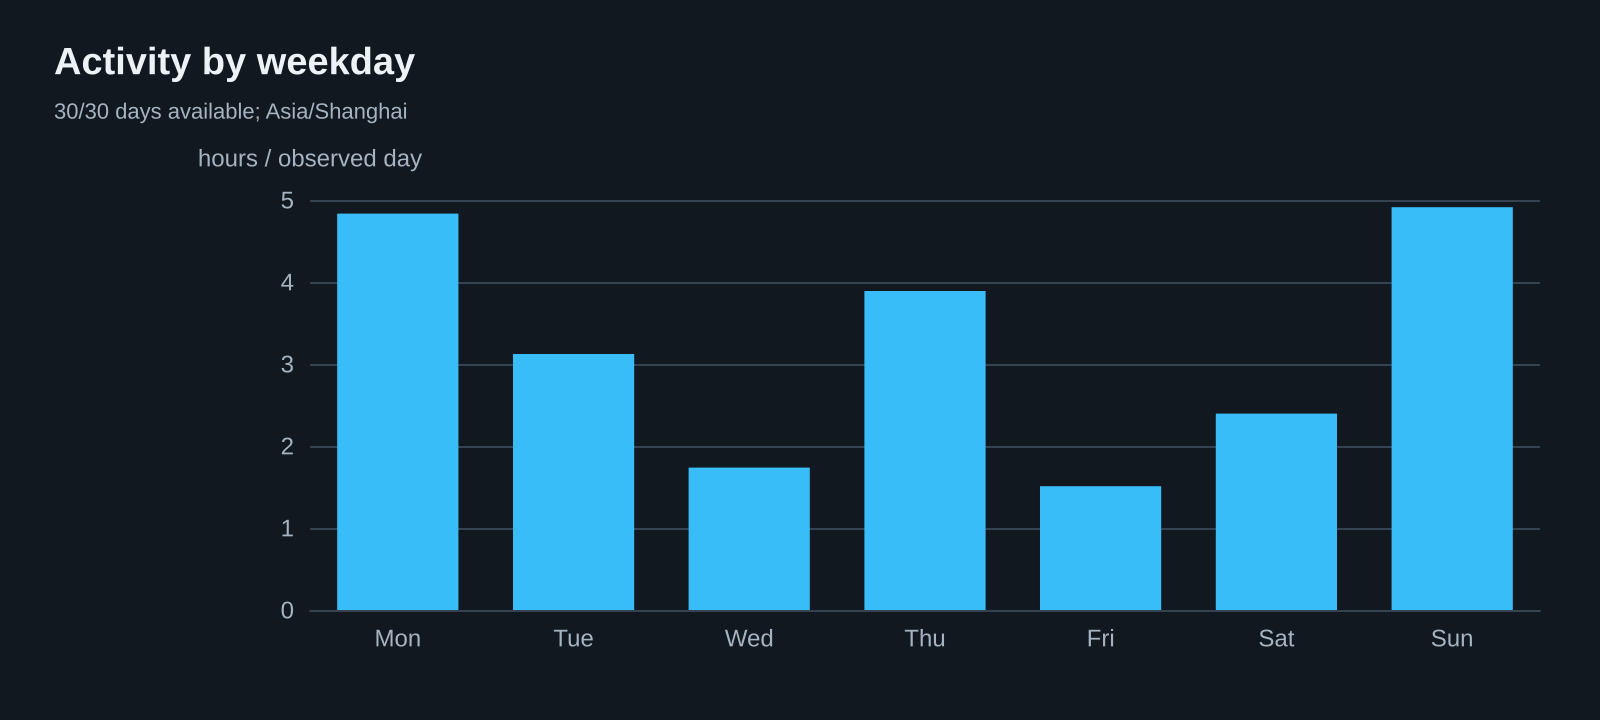 Activity by weekday
30/30 days available; Asia/Shanghai
hours / observed day
5
4
3
2
1
0
Mon Tue Wed Thu Fri Sat Sun